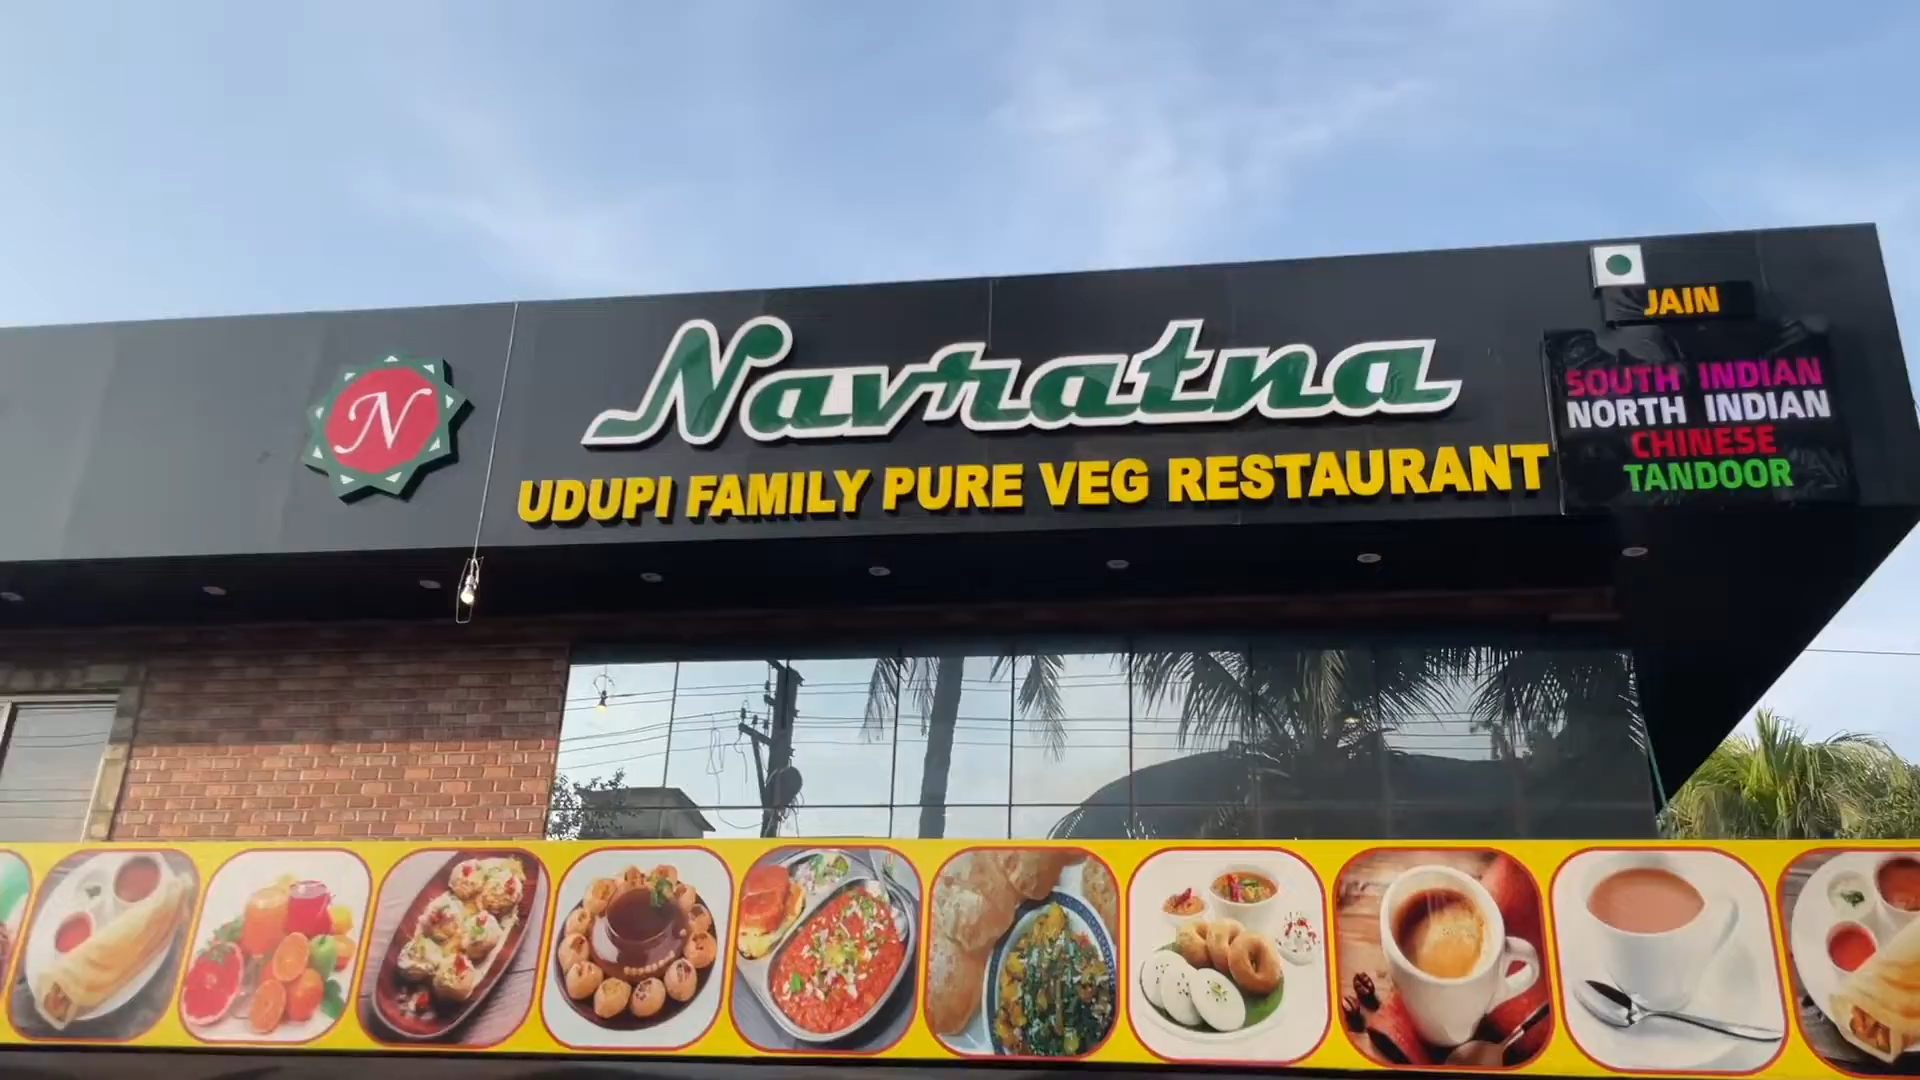 N
Navratna
UDUPI FAMILY PURE VEG RESTAURANT
JAIN
SOUTH INDIAN
NORTH INDIAN
CHINESE
TANDOOR